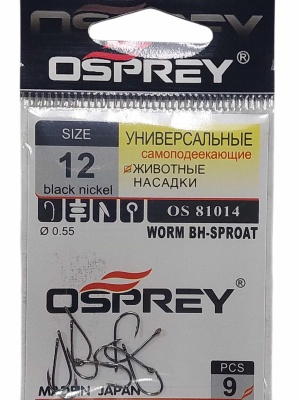 OSPREY®
SIZE
12
black nickel
УНИВЕРСАЛЬНЫЕ
самоподеекающие
ЖИВОТНЫЕ
НАСАДКИ
OS 81014
Ø 0.55
WORM BH-SPROAT
OSPREY®
PCS
9
MADE IN JAPAN